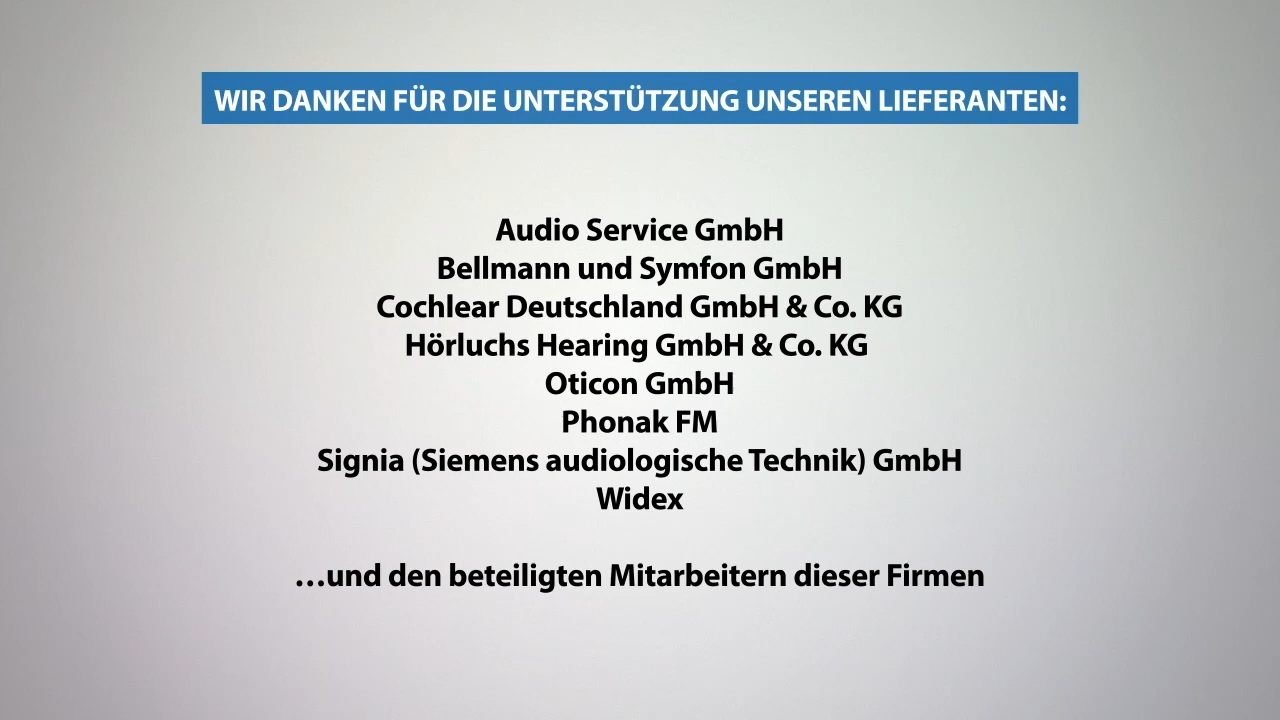 WIR DANKEN FÜR DIE UNTERSTÜTZUNG UNSEREN LIEFERANTEN:
Audio Service GmbH
Bellmann und Symfon GmbH
Cochlear Deutschland GmbH & Co. KG
Hörluchs Hearing GmbH & Co. KG
Oticon GmbH
Phonak FM
Signia (Siemens audiologische Technik) GmbH
Widex
…und den beteiligten Mitarbeitern dieser Firmen